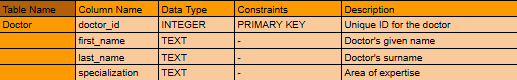 Table Name Column Name Data Type Constraints Description
Doctor doctor_id INTEGER PRIMARY KEY Unique ID for the doctor
first_name TEXT - Doctor's given name
last_name TEXT - Doctor's surname
specialization TEXT - Area of expertise